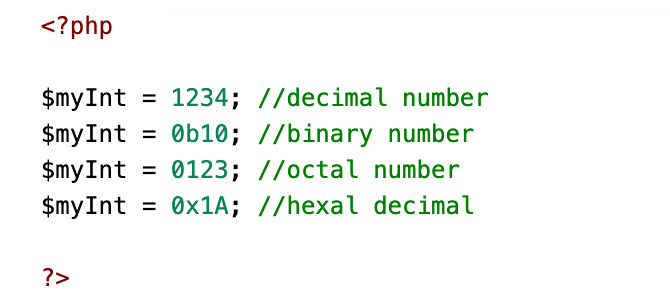 <?php
$myInt = 1234; //decimal number
$myInt = 0b10; //binary number
$myInt = 0123; //octal number
$myInt = 0x1A; //hexal decimal
?>